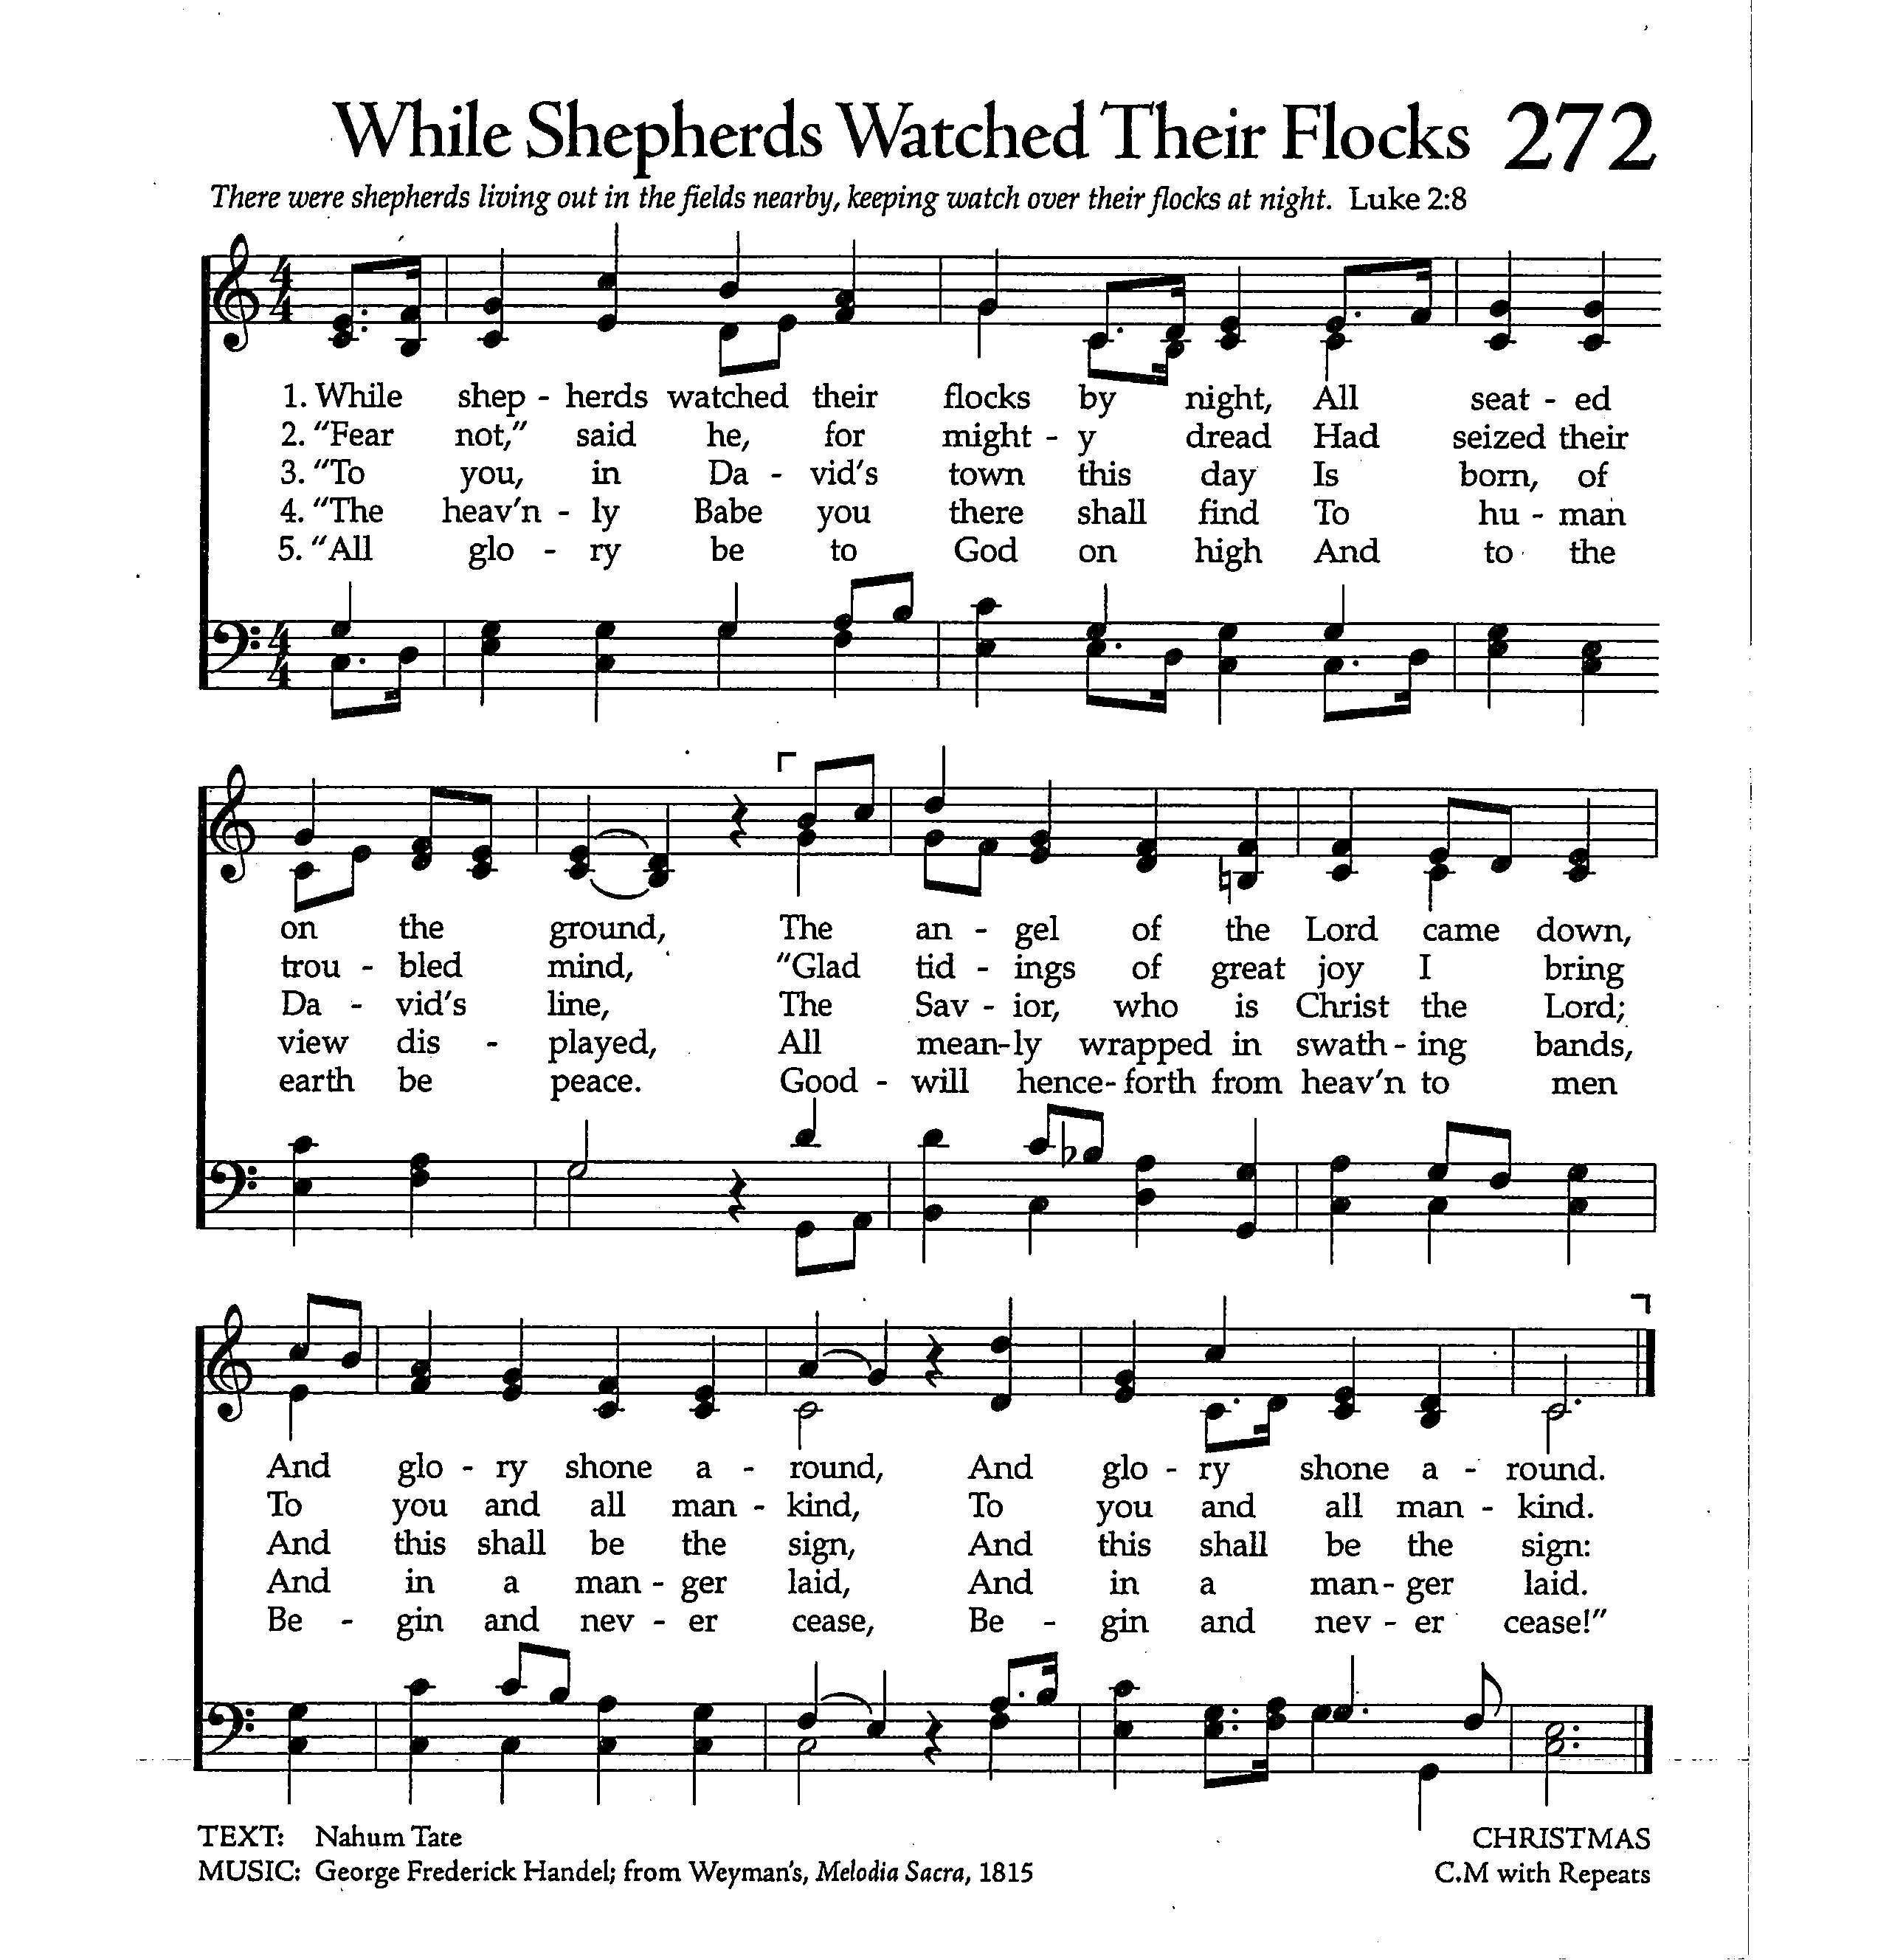 While Shepherds Watched Their Flocks 272
There were shepherds living out in the fields nearby, keeping watch over their flocks at night. Luke 2:8
4
4
1. While shep - herds watched their flocks by night, All seat - ed
2. "Fear not," said he, for might - y dread Had seized their
3. "To you, in Da - vid's town this day Is born, of
4. "The heav'n - ly Babe you there shall find To hu - man
5. "All glo - ry be to God on high And to the
4
4
on the ground, The an - gel of the Lord came down,
trou - bled mind, "Glad tid - ings of great joy I bring
Da - vid's line, The Sav - ior, who is Christ the Lord;
view dis - played, All mean-ly wrapped in swath - ing bands,
earth be peace. Good - will hence- forth from heav'n to men
And glo - ry shone a - round, And glo - ry shone a - round.
To you and all man - kind, To you and all man - kind.
And this shall be the sign, And this shall be the sign:
And in a man - ger laid, And in a man - ger laid.
Be - gin and nev - er cease, Be - gin and nev - er cease!"
TEXT: Nahum Tate
CHRISTMAS
MUSIC: George Frederick Handel; from Weyman's, Melodia Sacra, 1815
C.M with Repeats